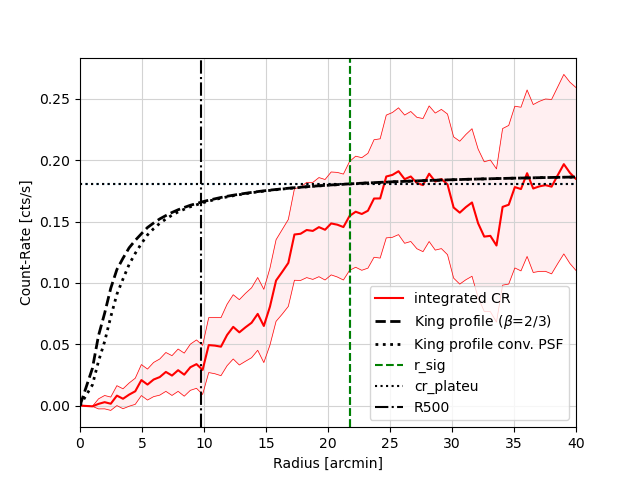 0.25
0.20
0.15
0.10
0.05
0.00
Count-Rate [cts/s]
integrated CR
King profile (β=2/3)
King profile conv. PSF
r_sig
cr_plateu
R500
0 5 10 15 20 25 30 35 40
Radius [arcmin]